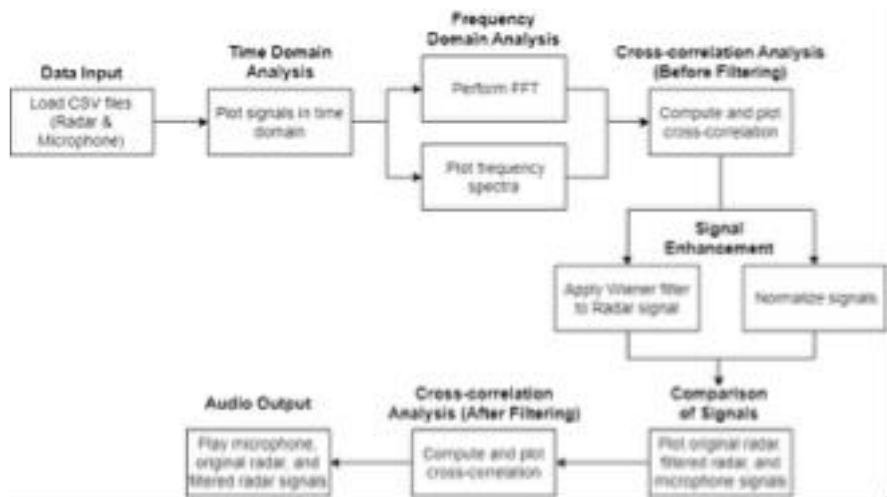 Data Input
Load CSV files
(Radar &
Microphone)
Time Domain
Analysis
Plot signals in time
domain
Frequency
Domain Analysis
Perform FFT
Plot frequency
spectra
Cross-correlation Analysis
(Before Filtering)
Compute and plot
cross-correlation
Signal
Enhancement
Apply Wiener filter
to Radar signal
Normalize signals
Comparison
of Signals
Plot original radar,
filtered radar, and
microphone signals
Cross-correlation
Analysis (After Filtering)
Compute and plot
cross-correlation
Audio Output
Play microphone,
original radar, and
filtered radar signals